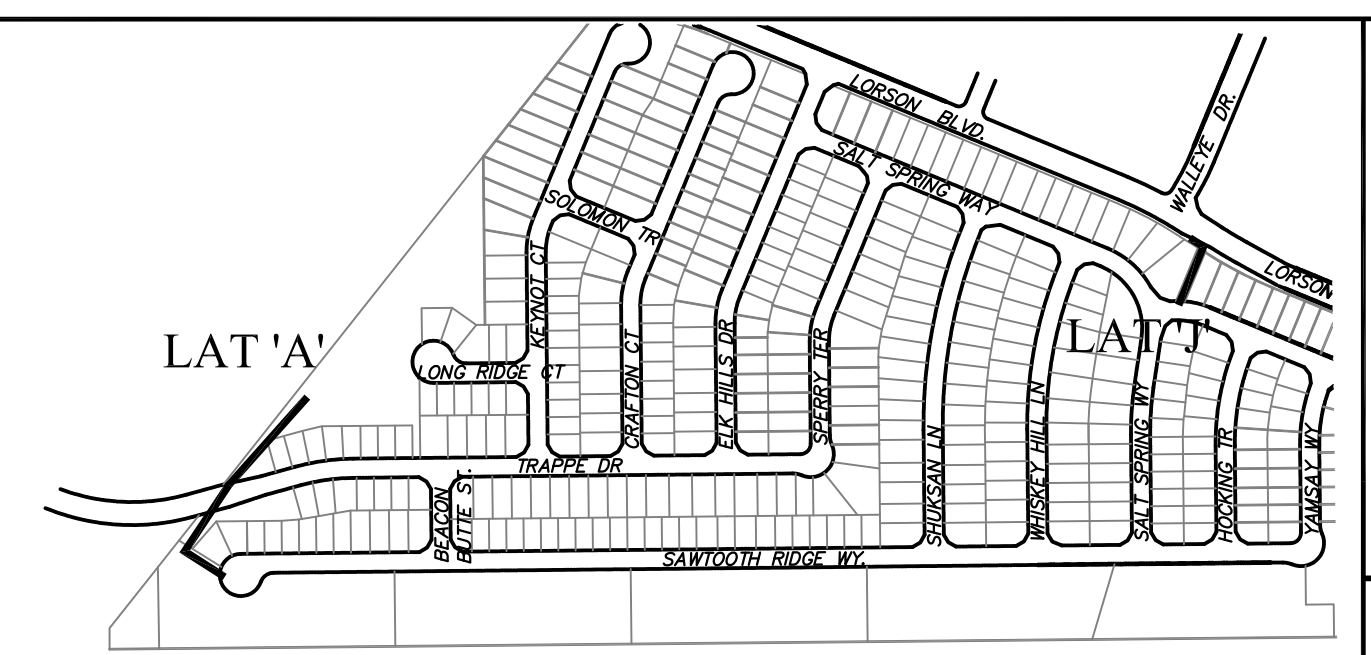 LORSON BLVD.
WALLEYE DR.
SALT SPRING WAY
SOLOMON TR
LORSON
KEYNOT CT
LAT 'A'
LAT 'J'
LONG RIDGE CT
CRAFTON CT
ELK HILLS DR
SPERRY TER
SHUKSAN LN
WHISKEY HILL LN
SALT SPRING WY
HOCKING TR
YAMSAY WY
TRAPPE DR
BEACON
BUTTE ST.
SAWTOOTH RIDGE WY.